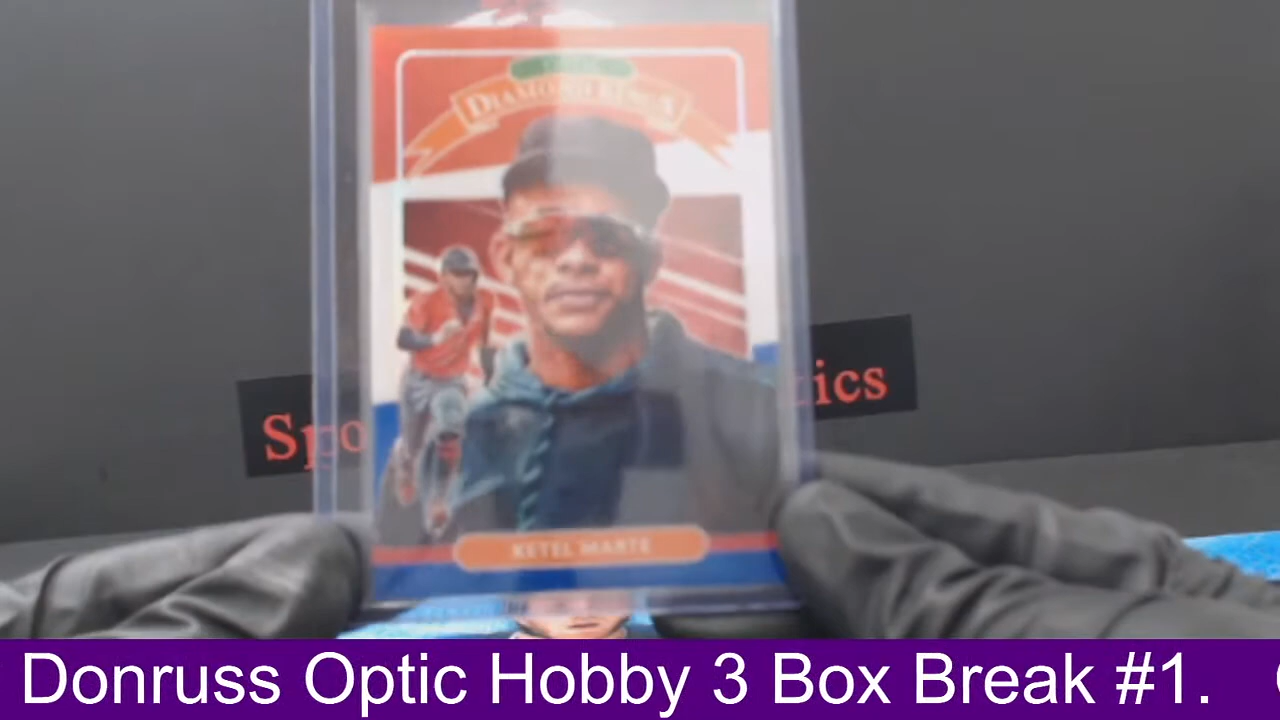 DIAMOND KINGS
Spo
tics
KETEL MARTE
Donruss Optic Hobby 3 Box Break #1.